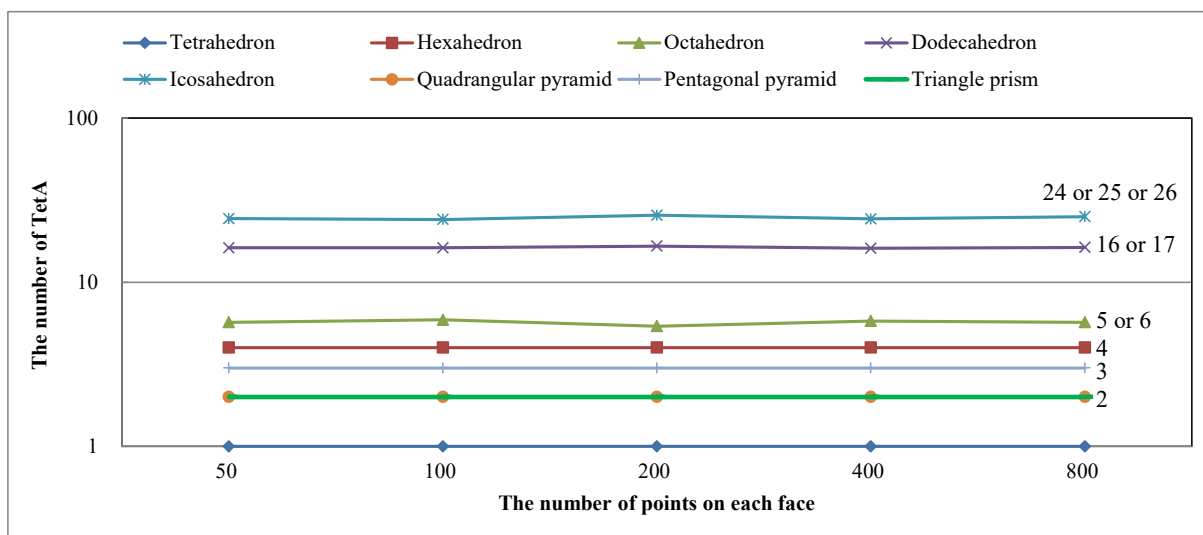 Tetrahedron Hexahedron Octahedron Dodecahedron
Icosahedron Quadrangular pyramid Pentagonal pyramid Triangle prism
100
24 or 25 or 26
16 or 17
10
5 or 6
4
3
2
1
50 100 200 400 800
The number of TetA
The number of points on each face